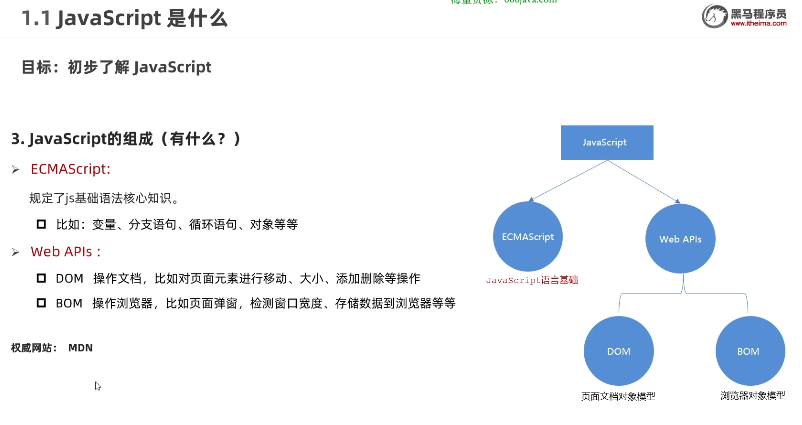 1.1 JavaScript 是什么
黑马程序员
www.itheima.com
目标：初步了解 JavaScript
3. JavaScript的组成（有什么？）
ECMAScript:
规定了js基础语法核心知识。
比如：变量、分支语句、循环语句、对象等等
Web APIs :
DOM 操作文档，比如对页面元素进行移动、大小、添加删除等操作
BOM 操作浏览器，比如页面弹窗，检测窗口宽度、存储数据到浏览器等等
权威网站： MDN
JavaScript
ECMAScript
Web APIs
JavaScript语言基础
DOM
BOM
页面文档对象模型
浏览器对象模型